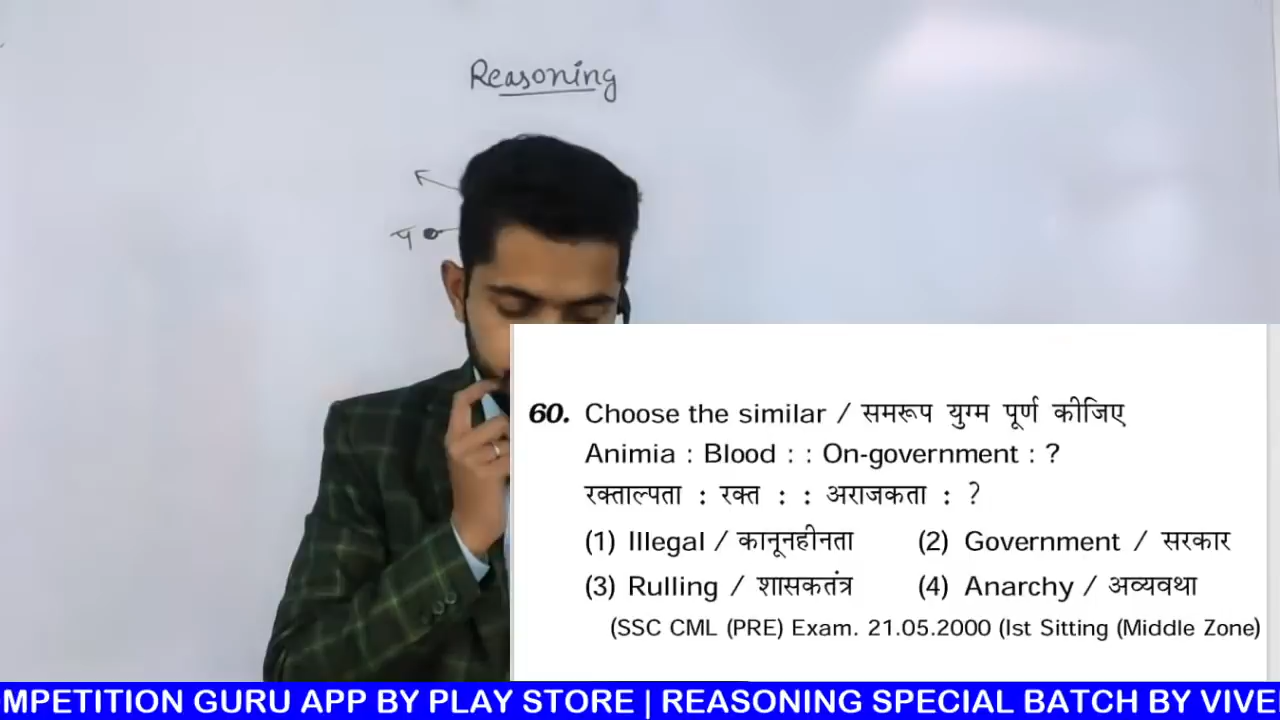 Reasoning
प
60. Choose the similar / समरूप युग्म पूर्ण कीजिए
Animia : Blood : : On-government : ?
रक्ताल्पता : रक्त : : अराजकता : ?
(1) Illegal / कानूनहीनता (2) Government / सरकार
(3) Rulling / शासकतंत्र (4) Anarchy / अव्यवथा
(SSC CML (PRE) Exam. 21.05.2000 (Ist Sitting (Middle Zone)
MPETITION GURU APP BY PLAY STORE | REASONING SPECIAL BATCH BY VIVE